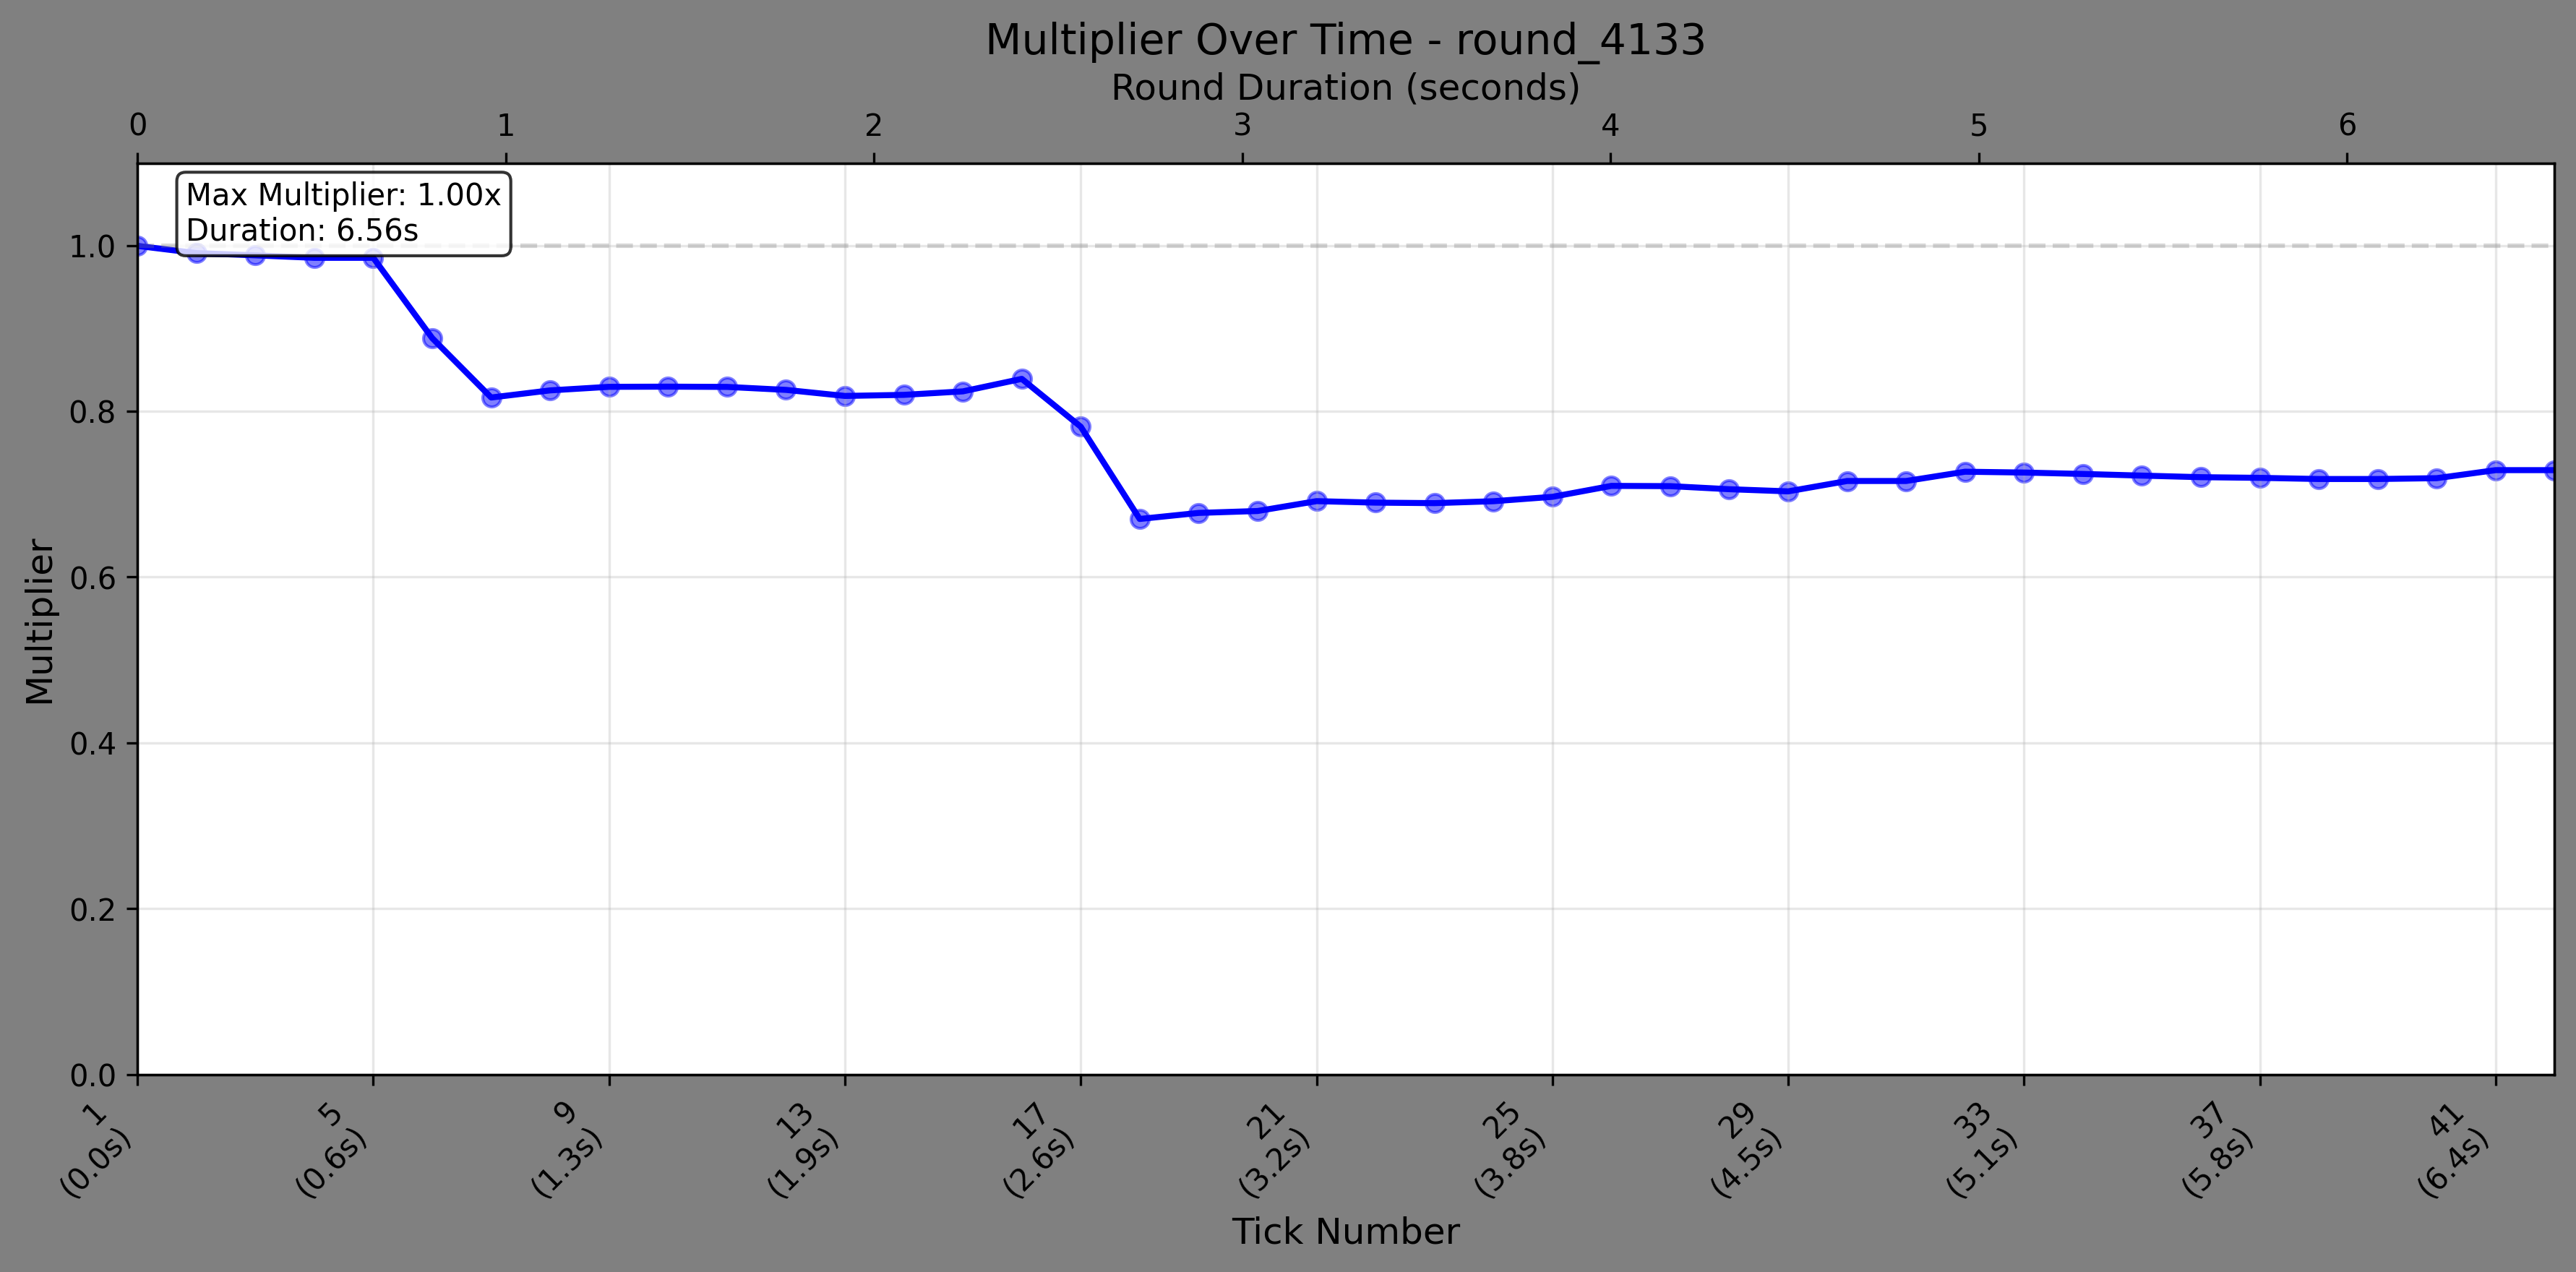 Multiplier Over Time - round_4133
Round Duration (seconds)
0 1 2 3 4 5 6
Max Multiplier: 1.00x
Duration: 6.56s
1.0
0.8
0.6
0.4
0.2
0.0
Multiplier
1
(0.0s)
5
(0.6s)
9
(1.3s)
13
(1.9s)
17
(2.6s)
21
(3.2s)
25
(3.8s)
29
(4.5s)
33
(5.1s)
37
(5.8s)
41
(6.4s)
Tick Number